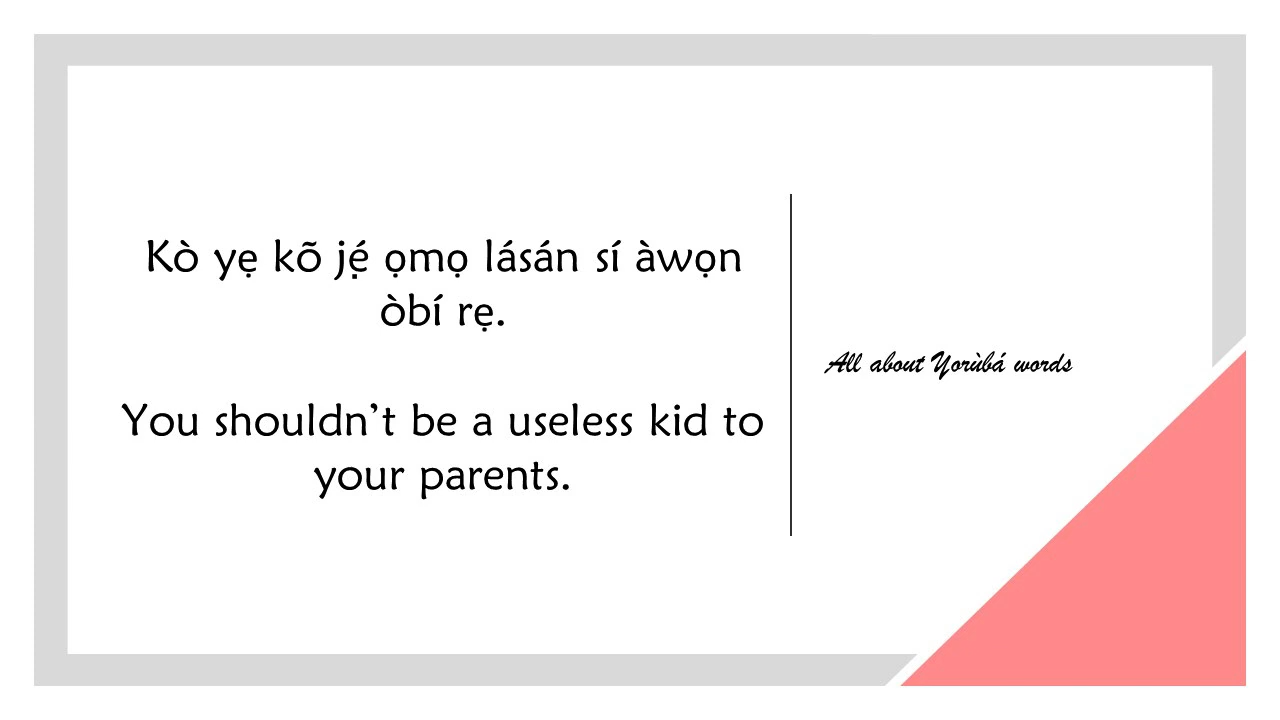 Kò yẹ kõ jẹ́ ọmọ lásán sí àwọn
òbí rẹ.
You shouldn’t be a useless kid to
your parents.
All about Yorùbá words